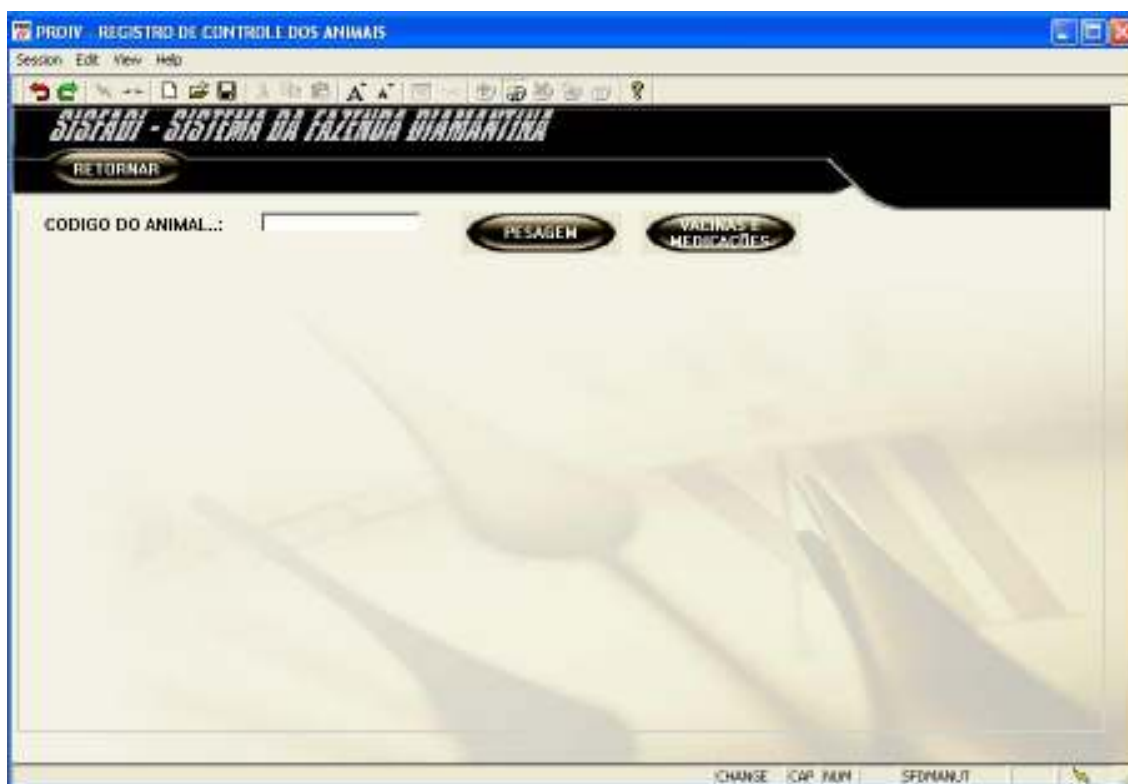 PROIV - REGISTRO DE CONTROLE DOS ANIMAIS
Session Edit View Help
SISFADI - SISTEMA DA FAZENDA DIAMANTINA
RETORNAR
CODIGO DO ANIMAL..:
PESAGEM
VACINAS E
MEDICAÇÕES
CHANGE CAP NUM SFDMANUT